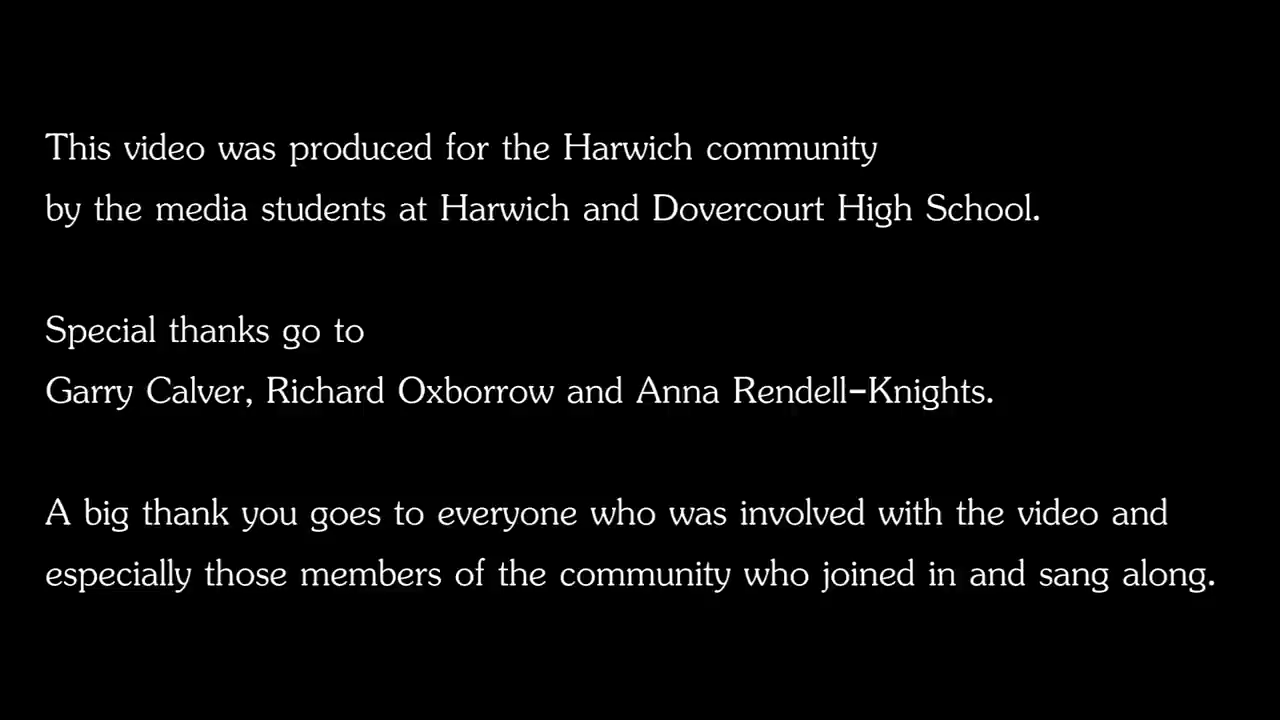 This video was produced for the Harwich community
by the media students at Harwich and Dovercourt High School.
Special thanks go to
Garry Calver, Richard Oxborrow and Anna Rendell-Knights.
A big thank you goes to everyone who was involved with the video and
especially those members of the community who joined in and sang along.